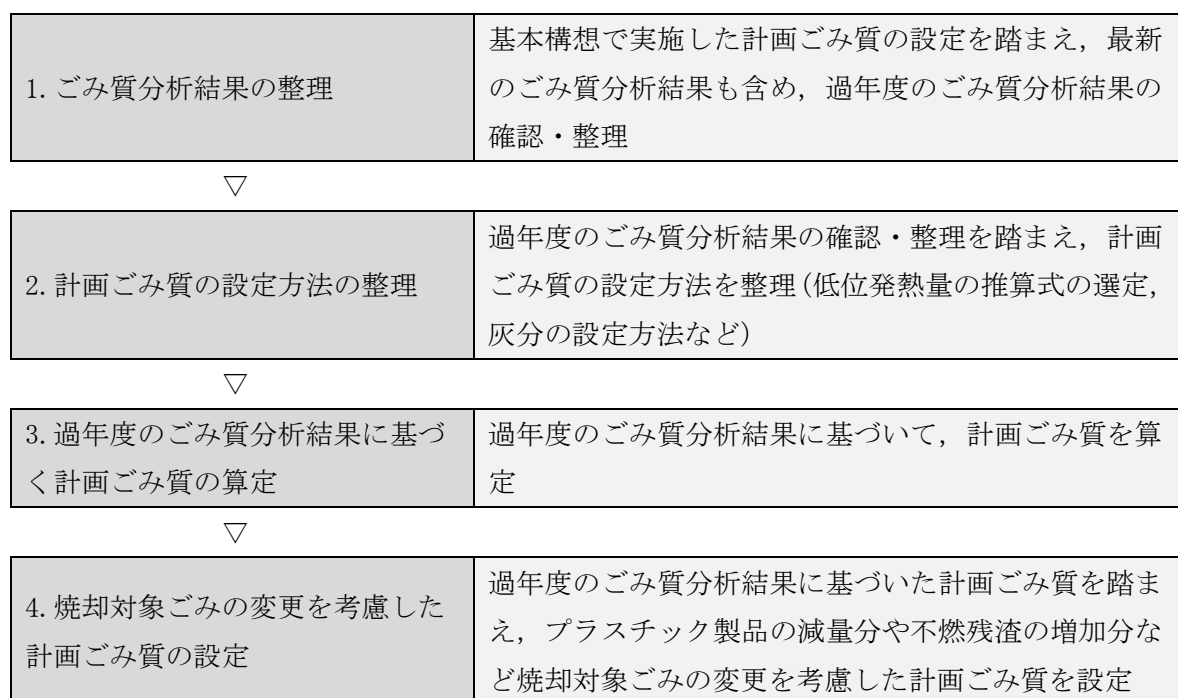 1.ごみ質分析結果の整理
基本構想で実施した計画ごみ質の設定を踏まえ，最新
のごみ質分析結果も含め，過年度のごみ質分析結果の
確認・整理
▽
2.計画ごみ質の設定方法の整理
過年度のごみ質分析結果の確認・整理を踏まえ，計画
ごみ質の設定方法を整理(低位発熱量の推算式の選定，
灰分の設定方法など)
▽
3.過年度のごみ質分析結果に基づ
く計画ごみ質の算定
過年度のごみ質分析結果に基づいて，計画ごみ質を算
定
▽
4.焼却対象ごみの変更を考慮した
計画ごみ質の設定
過年度のごみ質分析結果に基づいた計画ごみ質を踏ま
え，プラスチック製品の減量分や不燃残渣の増加分な
ど焼却対象ごみの変更を考慮した計画ごみ質を設定